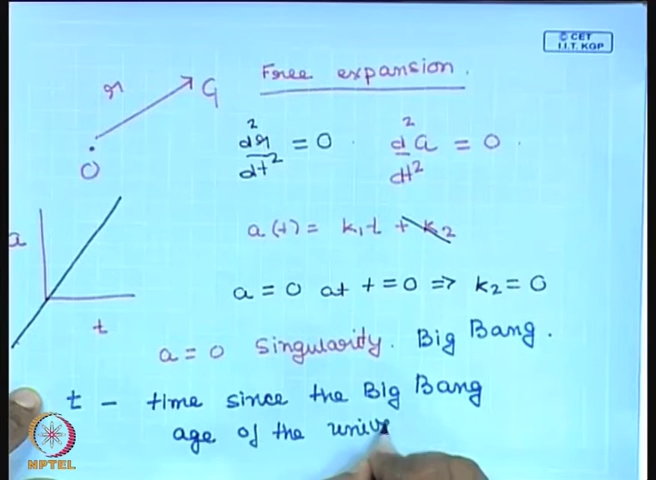 © CET
I.I.T. KGP
Free expansion.
r G
O
d²r/dt² = 0 d²a/dt² = 0.
a(t) = k₁t + k₂
a
t
a = 0 at t = 0 ⇒ k₂ = 0
a = 0 Singularity. Big Bang.
t - time since the Big Bang
age of the unive
NPTEL